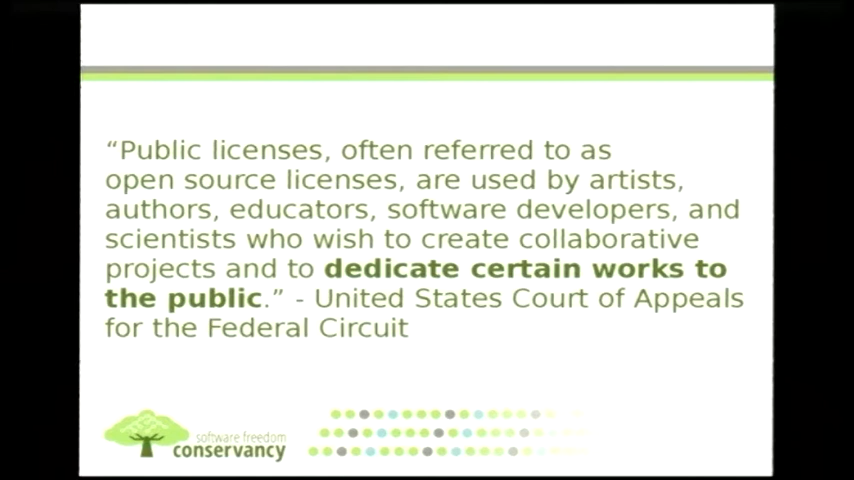 “Public licenses, often referred to as
open source licenses, are used by artists,
authors, educators, software developers, and
scientists who wish to create collaborative
projects and to dedicate certain works to
the public.” - United States Court of Appeals
for the Federal Circuit
software freedom
conservancy